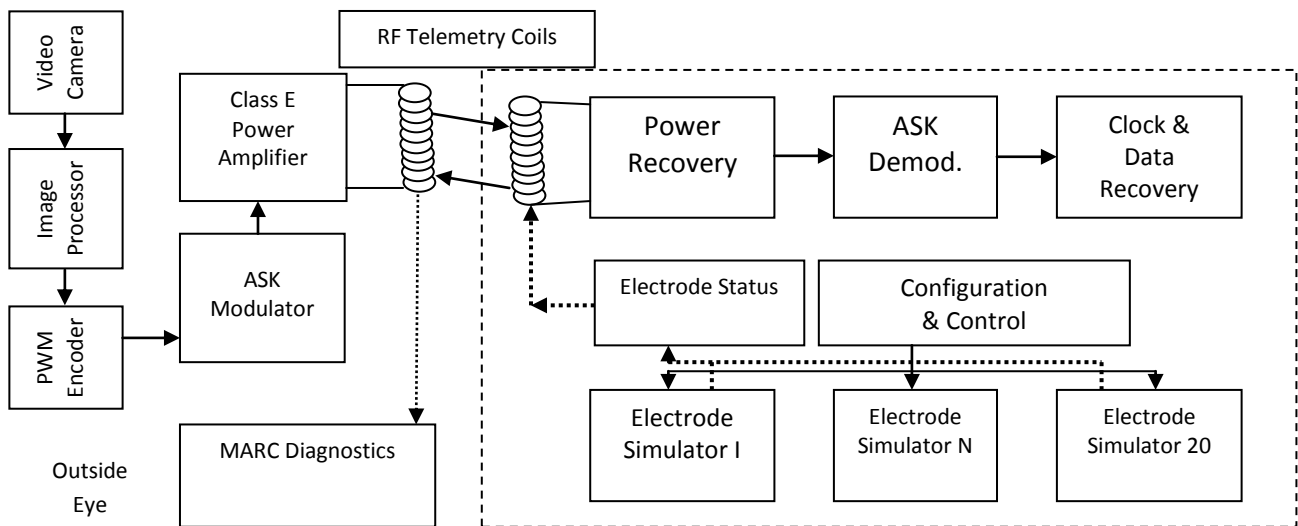 RF Telemetry Coils
Video
Camera
Image
Processor
PWM
Encoder
Class E
Power
Amplifier
ASK
Modulator
Power
Recovery
ASK
Demod.
Clock &
Data
Recovery
Electrode Status
Configuration
& Control
Electrode
Simulator I
Electrode
Simulator N
Electrode
Simulator 20
MARC Diagnostics
Outside
Eye